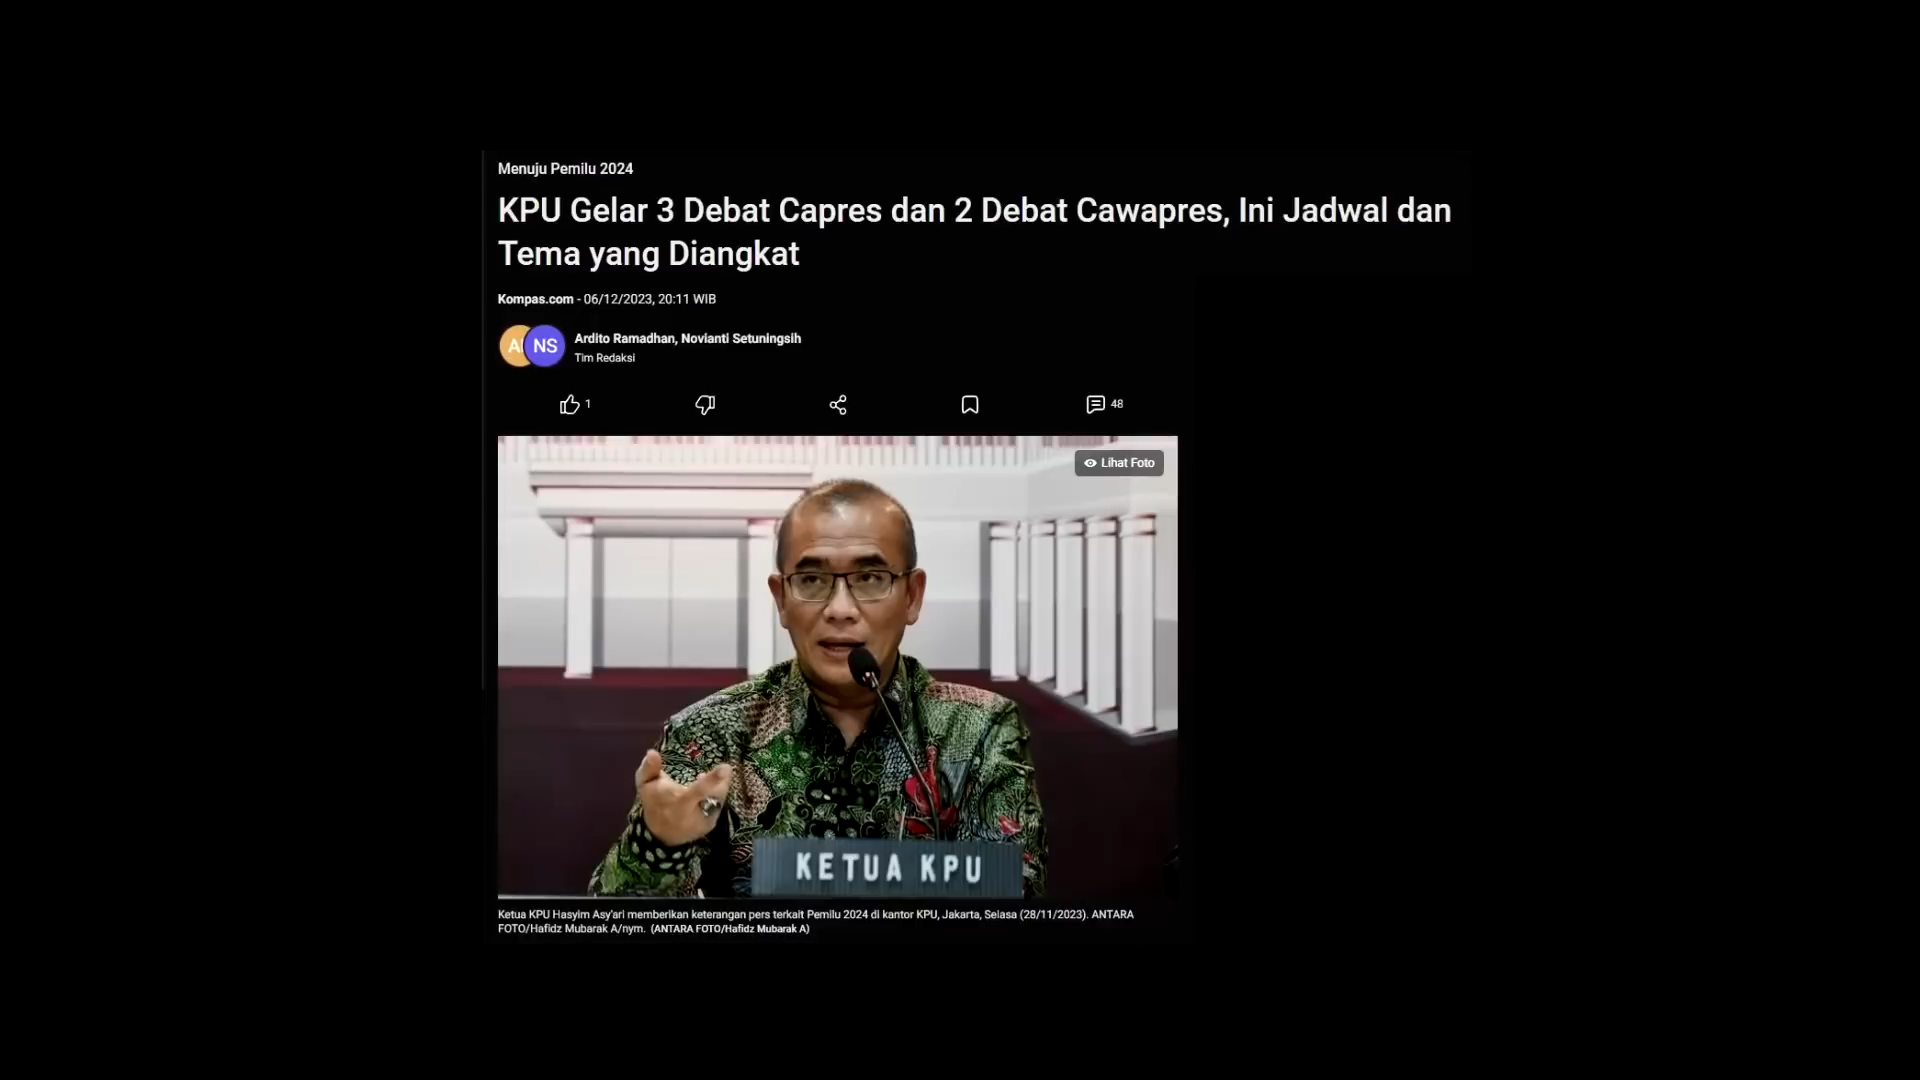 Menuju Pemilu 2024
KPU Gelar 3 Debat Capres dan 2 Debat Cawapres, Ini Jadwal dan
Tema yang Diangkat
Kompas.com - 06/12/2023, 20:11 WIB
A NS
Ardito Ramadhan, Novianti Setuningsih
Tim Redaksi
1
48
Lihat Foto
KETUA KPU
Ketua KPU Hasyim Asy'ari memberikan keterangan pers terkait Pemilu 2024 di kantor KPU, Jakarta, Selasa (28/11/2023). ANTARA
FOTO/Hafidz Mubarak A/nym. (ANTARA FOTO/Hafidz Mubarak A)